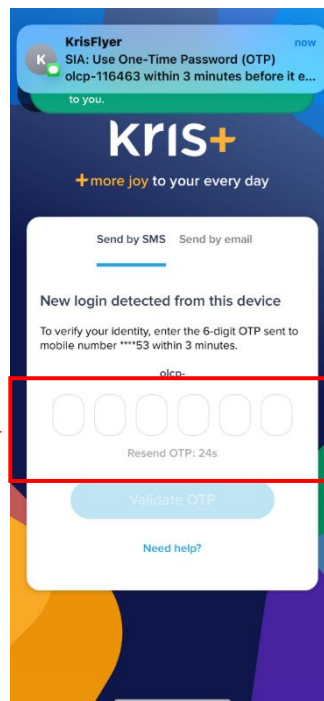 KrisFlyer now
K
SIA: Use One-Time Password (OTP)
olcp-116463 within 3 minutes before it e...
to you.
kris+
+more joy to your every day
Send by SMS Send by email
New login detected from this device
To verify your identity, enter the 6-digit OTP sent to
mobile number ****53 within 3 minutes.
olcp-
Resend OTP: 24s
Validate OTP
Need help?